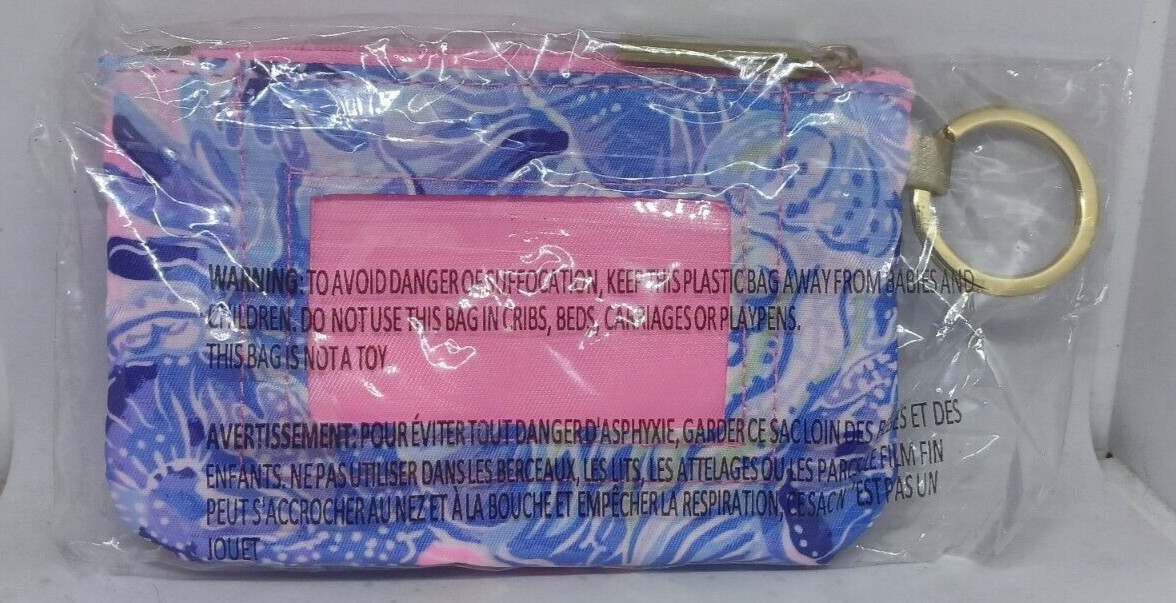 WARNING: TO AVOID DANGER OF SUFFOCATION, KEEP THIS PLASTIC BAG AWAY FROM BABIES AND
CHILDREN. DO NOT USE THIS BAG IN CRIBS, BEDS, CARRIAGES OR PLAYPENS.
THIS BAG IS NOT A TOY
AVERTISSEMENT: POUR ÉVITER TOUT DANGER D'ASPHYXIE, GARDER CE SAC LOIN DES ET DES
ENFANTS. NE PAS UTILISER DANS LES BERCEAUX, LES LITS, LES ATTELAGES OU LES FILM FIN
PEUT S'ACCROCHER AU NEZ ET À LA BOUCHE ET EMPÊCHER LA RESPIRATION, CE SAC N'EST PAS UN
JOUET